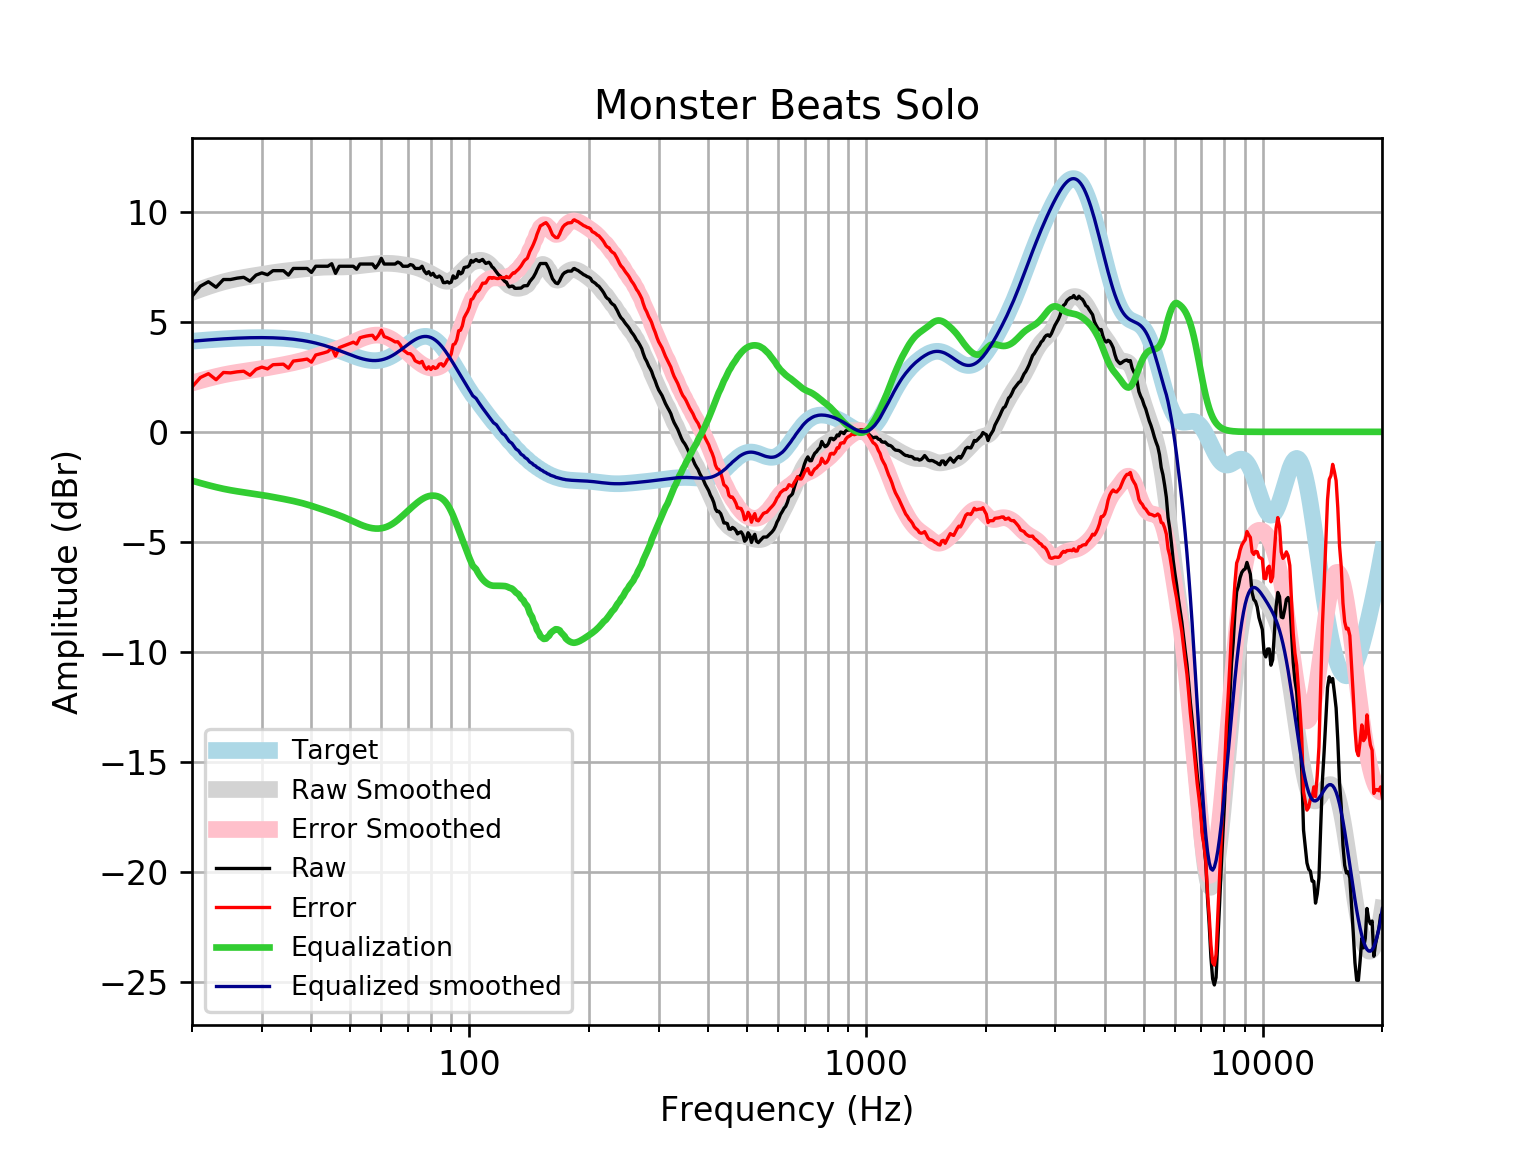 Monster Beats Solo
Amplitude (dBr)
10
5
0
−5
−10
−15
−20
−25
Target
Raw Smoothed
Error Smoothed
Raw
Error
Equalization
Equalized smoothed
100 1000 10000
Frequency (Hz)